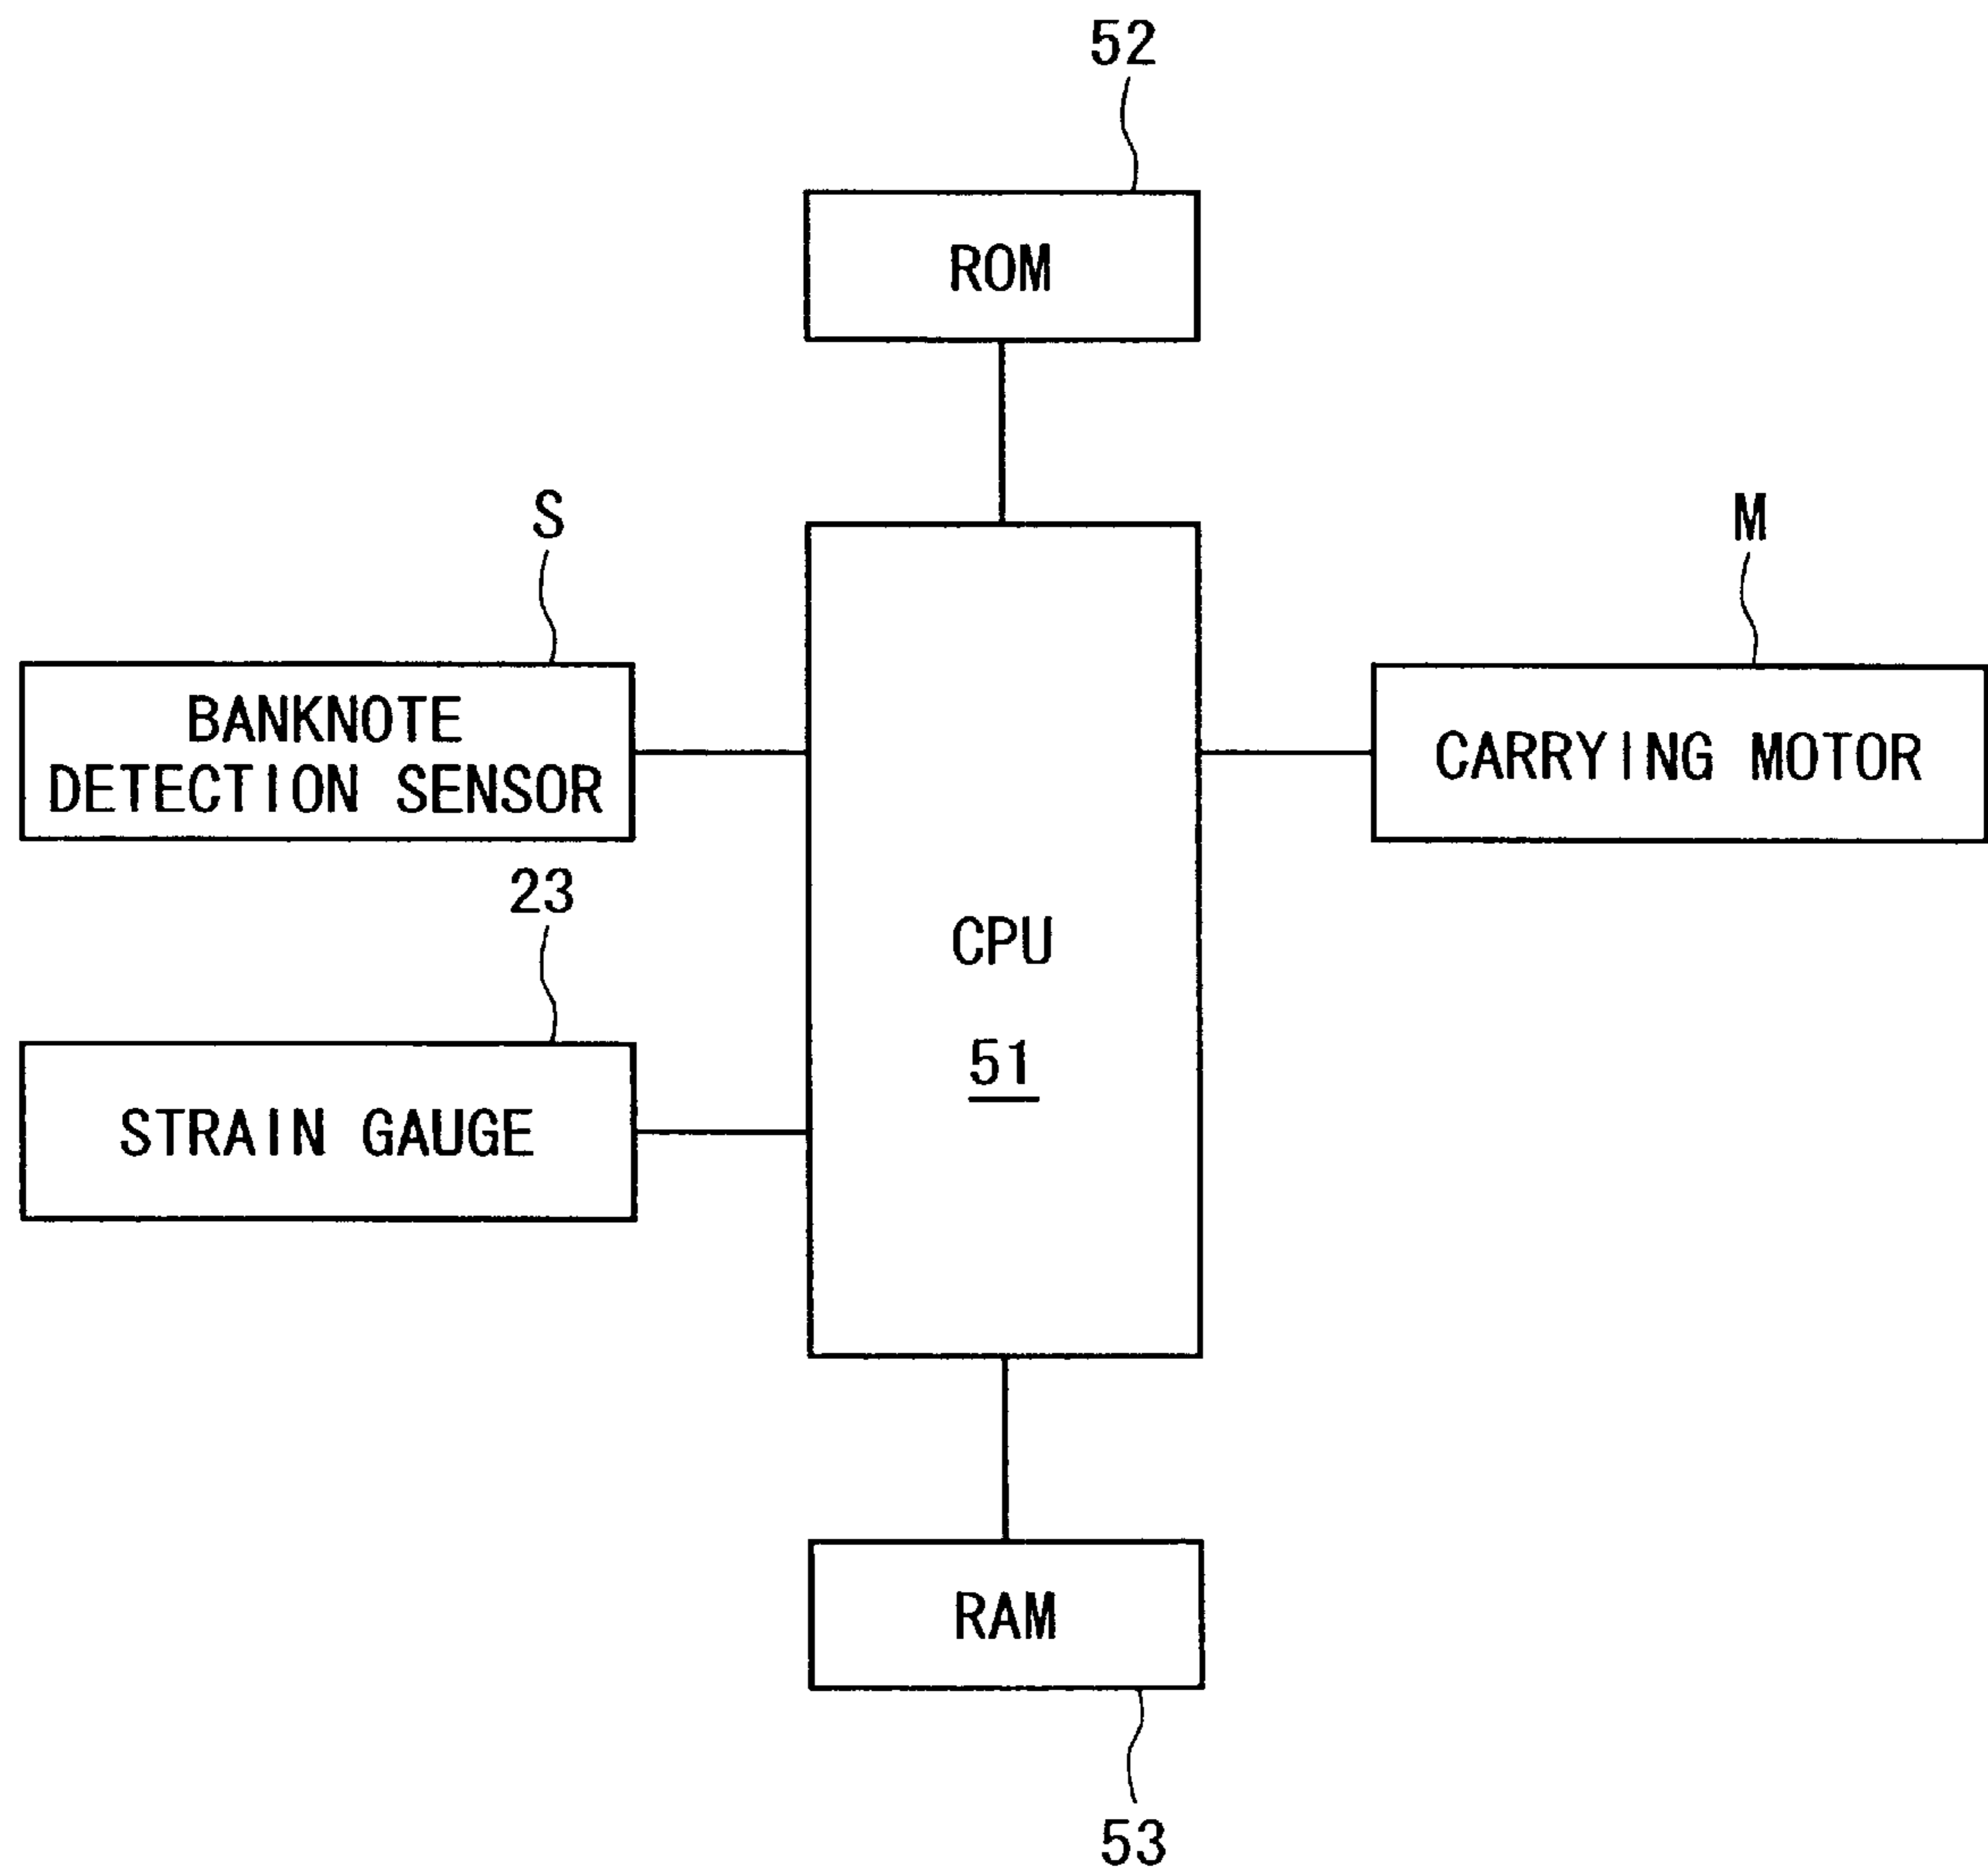 52
ROM
S
M
BANKNOTE
DETECTION SENSOR
CARRYING MOTOR
23
CPU
51
STRAIN GAUGE
RAM
53